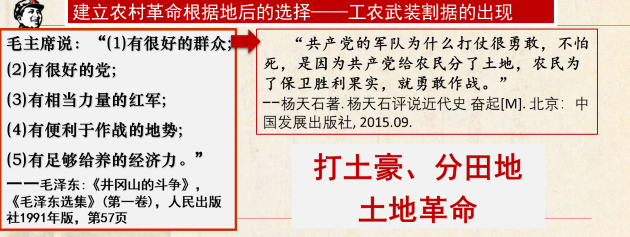 建立农村革命根据地后的选择——工农武装割据的出现
毛主席说：“(1)有很好的群众;
(2)有很好的党;
(3)有相当力量的红军;
(4)有便利于作战的地势;
(5)有足够给养的经济力。”
——毛泽东:《井冈山的斗争》，
《毛泽东选集》(第一卷)，人民出版
社1991年版，第57页
“共产党的军队为什么打仗很勇敢，不怕
死，是因为共产党给农民分了土地，农民为
了保卫胜利果实，就勇敢作战。”
--杨天石著. 杨天石评说近代史 奋起[M]. 北京：中
国发展出版社, 2015.09.
打土豪、分田地
土地革命